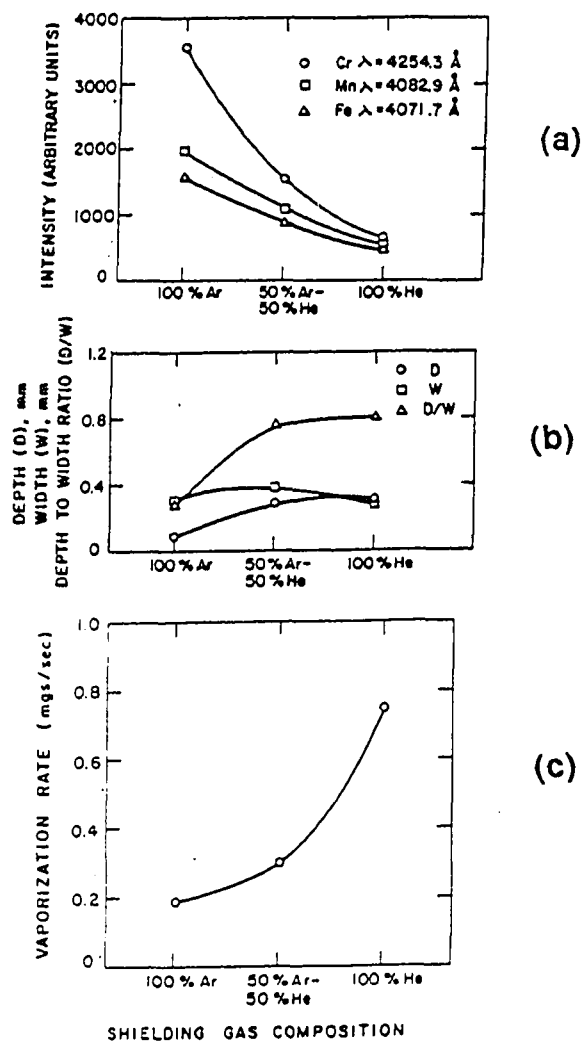 4000
3000
2000
1000
0
INTENSITY (ARBITRARY UNITS)
○ Cr λ=4254.3 Å
□ Mn λ=4082.9 Å
△ Fe λ=4071.7 Å
100% Ar
50% Ar-
50% He
100% He
(a)
1.2
0.8
0.4
0
DEPTH (D), mm
WIDTH (W), mm
DEPTH TO WIDTH RATIO (D/W)
○ D
□ W
△ D/W
100% Ar
50% Ar-
50% He
100% He
(b)
1.0
0.8
0.6
0.4
0.2
0
VAPORIZATION RATE (mgs/sec)
100% Ar
50% Ar-
50% He
100% He
(c)
SHIELDING GAS COMPOSITION